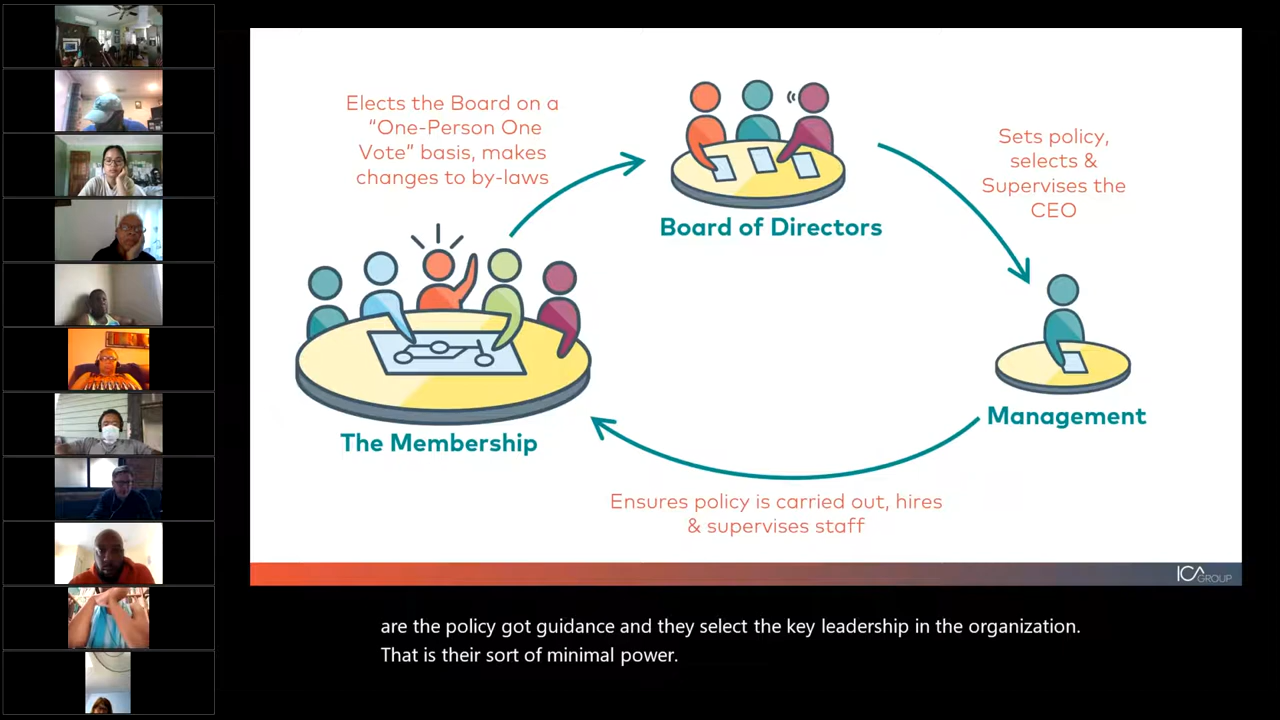 Elects the Board on a
“One-Person One
Vote” basis, makes
changes to by-laws
Board of Directors
Sets policy,
selects &
Supervises the
CEO
The Membership
Management
Ensures policy is carried out, hires
& supervises staff
ICA GROUP
are the policy got guidance and they select the key leadership in the organization.
That is their sort of minimal power.